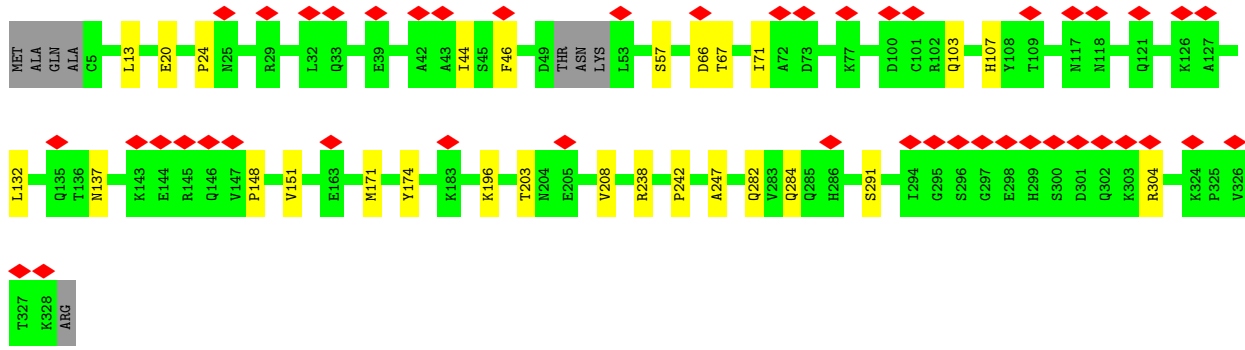 MET ALA GLN ALA C5 L13 E20 P24 N25 R29 L32 Q33 E39 A42 A43 I44 S45 F46 D49 THR ASN LYS L53 S57 D66 T67 I71 A72 D73 K77 D100 C101 R102 Q103 H107 Y108 T109 N117 N118 Q121 K126 A127
L132 Q135 T136 N137 K143 E144 R145 Q146 V147 P148 V151 E163 M171 Y174 K183 K196 T203 N204 E205 V208 R238 P242 A247 Q282 V283 Q284 Q285 H286 S291 I294 G295 S296 G297 E298 H299 S300 D301 Q302 K303 R304 K324 P325 V326
T327 K328 ARG